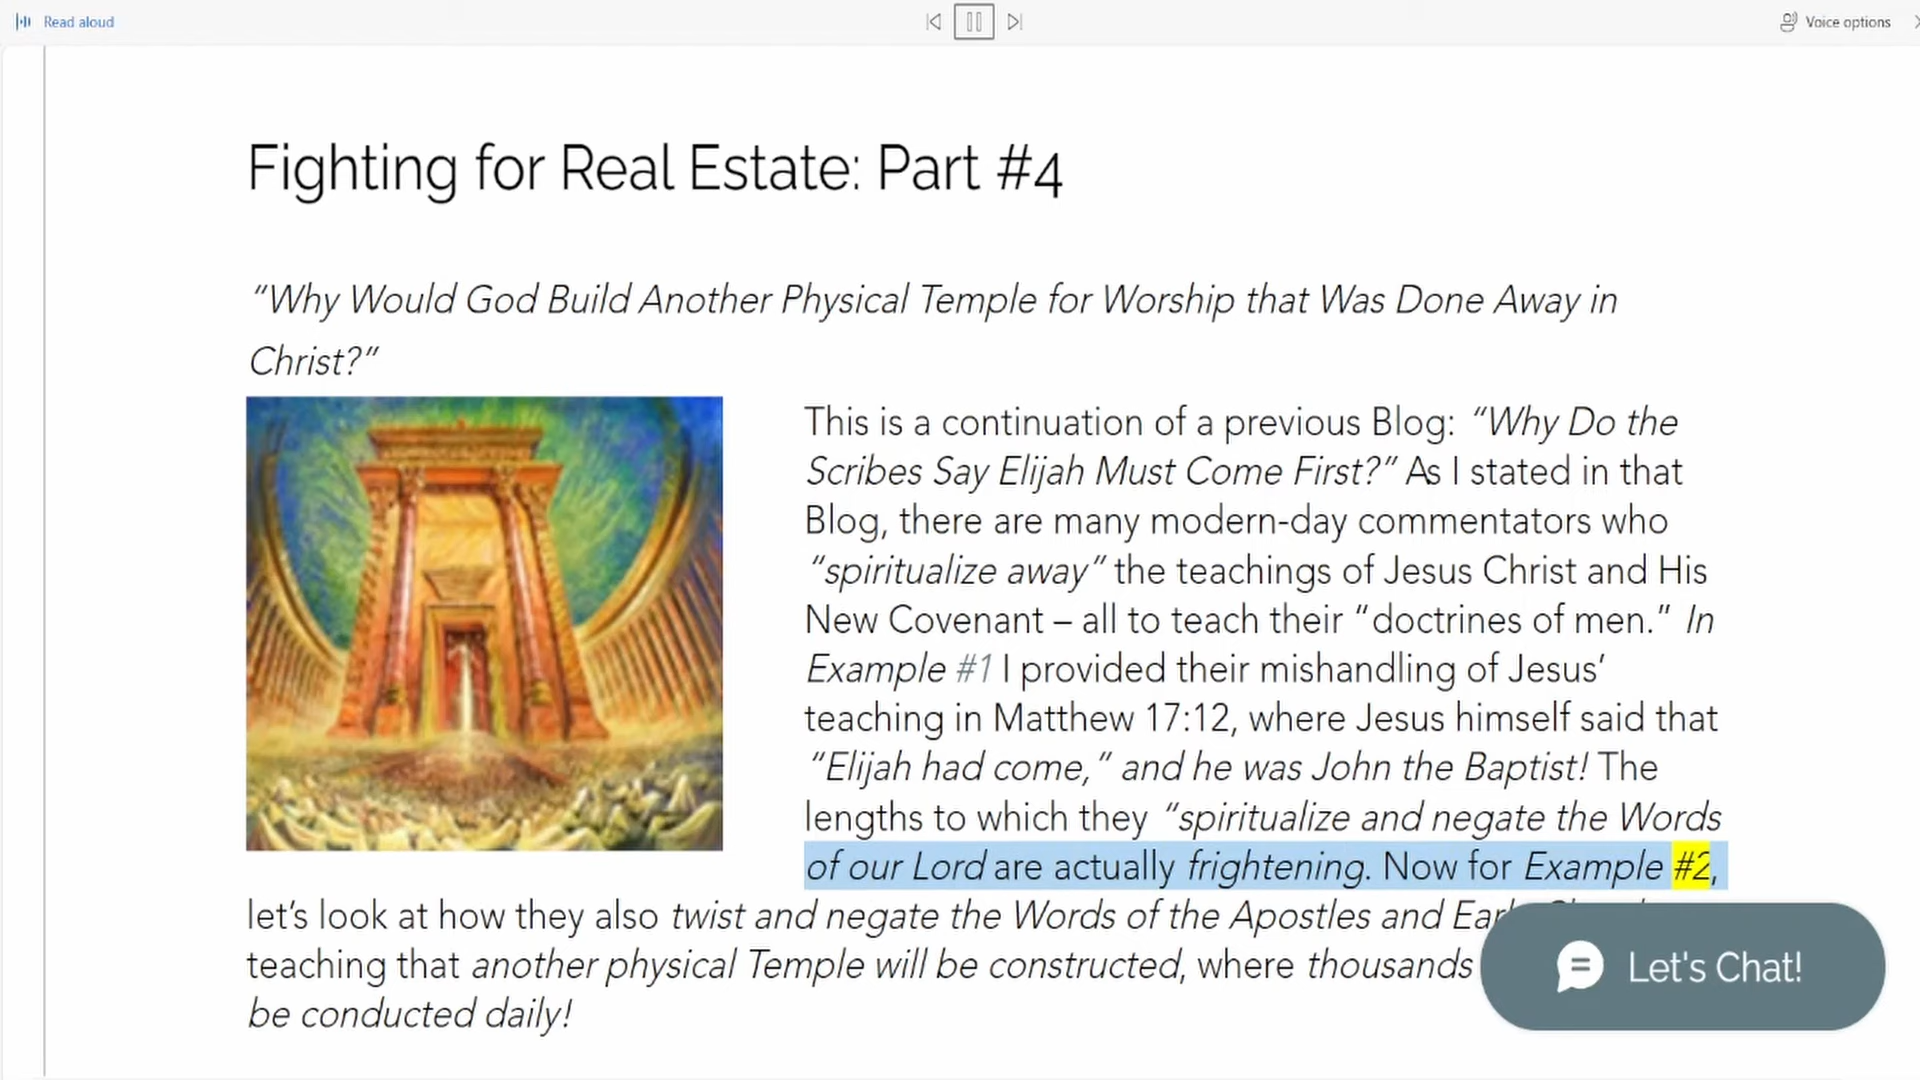 Read aloud
Voice options
Fighting for Real Estate: Part #4
“Why Would God Build Another Physical Temple for Worship that Was Done Away in
Christ?”
This is a continuation of a previous Blog: “Why Do the
Scribes Say Elijah Must Come First?” As I stated in that
Blog, there are many modern-day commentators who
“spiritualize away” the teachings of Jesus Christ and His
New Covenant – all to teach their “doctrines of men.” In
Example #1 I provided their mishandling of Jesus’
teaching in Matthew 17:12, where Jesus himself said that
“Elijah had come,” and he was John the Baptist! The
lengths to which they “spiritualize and negate the Words
of our Lord are actually frightening. Now for Example #2,
let’s look at how they also twist and negate the Words of the Apostles and
teaching that another physical Temple will be constructed, where thousands
be conducted daily!
Let's Chat!